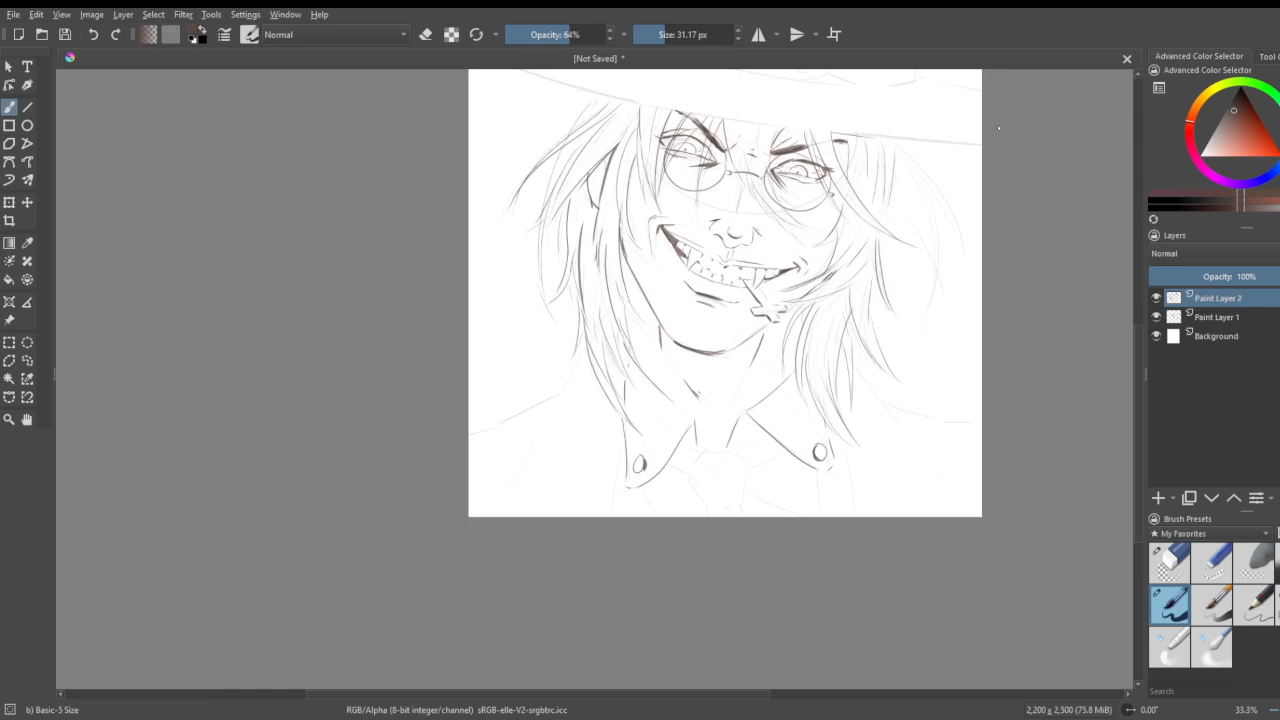 File Edit View Image Layer Select Filter Tools Settings Window Help
Normal Opacity: 64% Size: 31.17 px
[Not Saved] *
Advanced Color Selector Tool
Advanced Color Selector
Layers
Normal
Opacity: 100%
Paint Layer 2
Paint Layer 1
Background
Brush Presets
★ My Favorites
Search
b) Basic-5 Size RGB/Alpha (8-bit integer/channel) sRGB-elle-V2-srgbtrc.icc 2,200 x 2,500 (75.8 MiB) 0.00° 33.3%